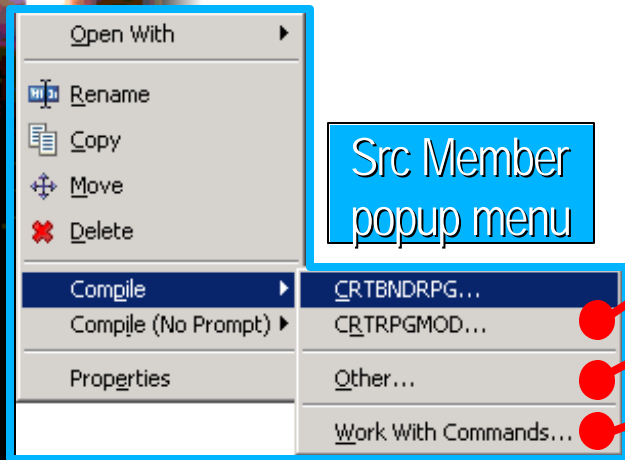 Open With
Rename
Copy
Move
Delete
Compile
Compile (No Prompt)
Properties
Src Member
popup menu
CRTBNDRPG...
CRTRPGMOD...
Other...
Work With Commands...